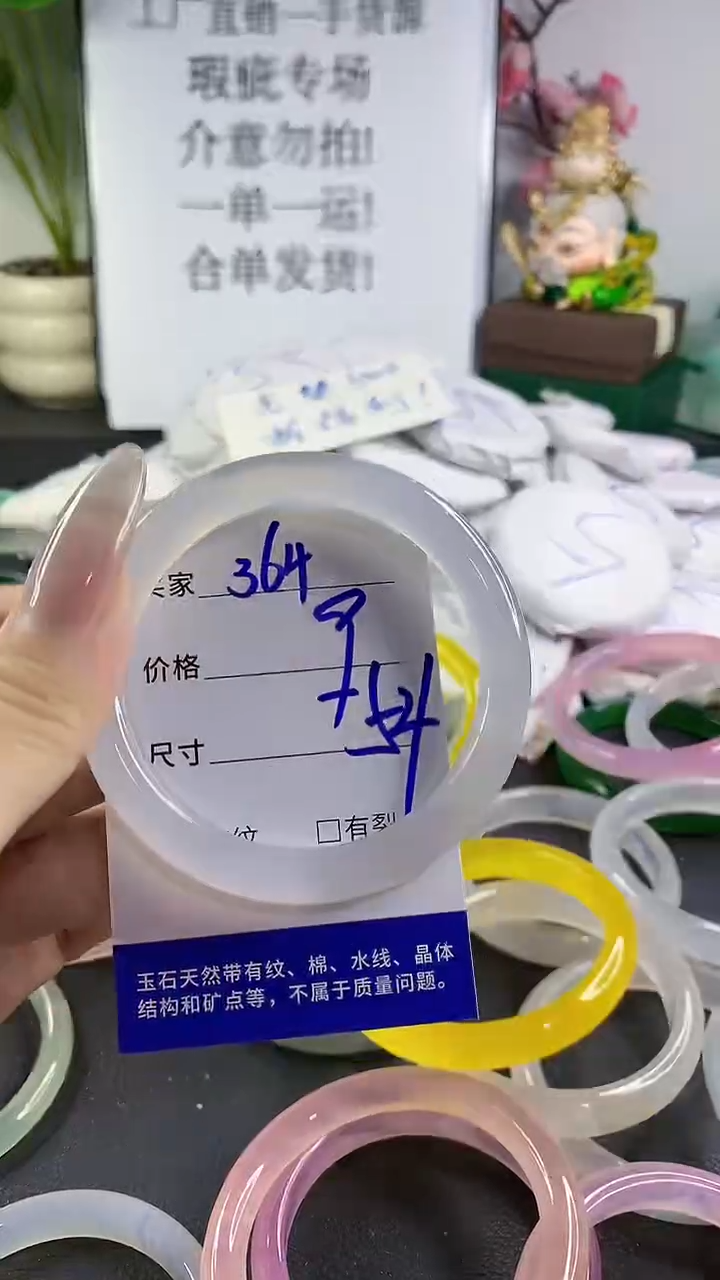 工厂直销一手货源
瑕疵专场
介意勿拍!
一单一运!
合单发货!
家 364
价格
尺寸
纹 □有裂
玉石天然带有纹、棉、水线、晶体
结构和矿点等，不属于质量问题。